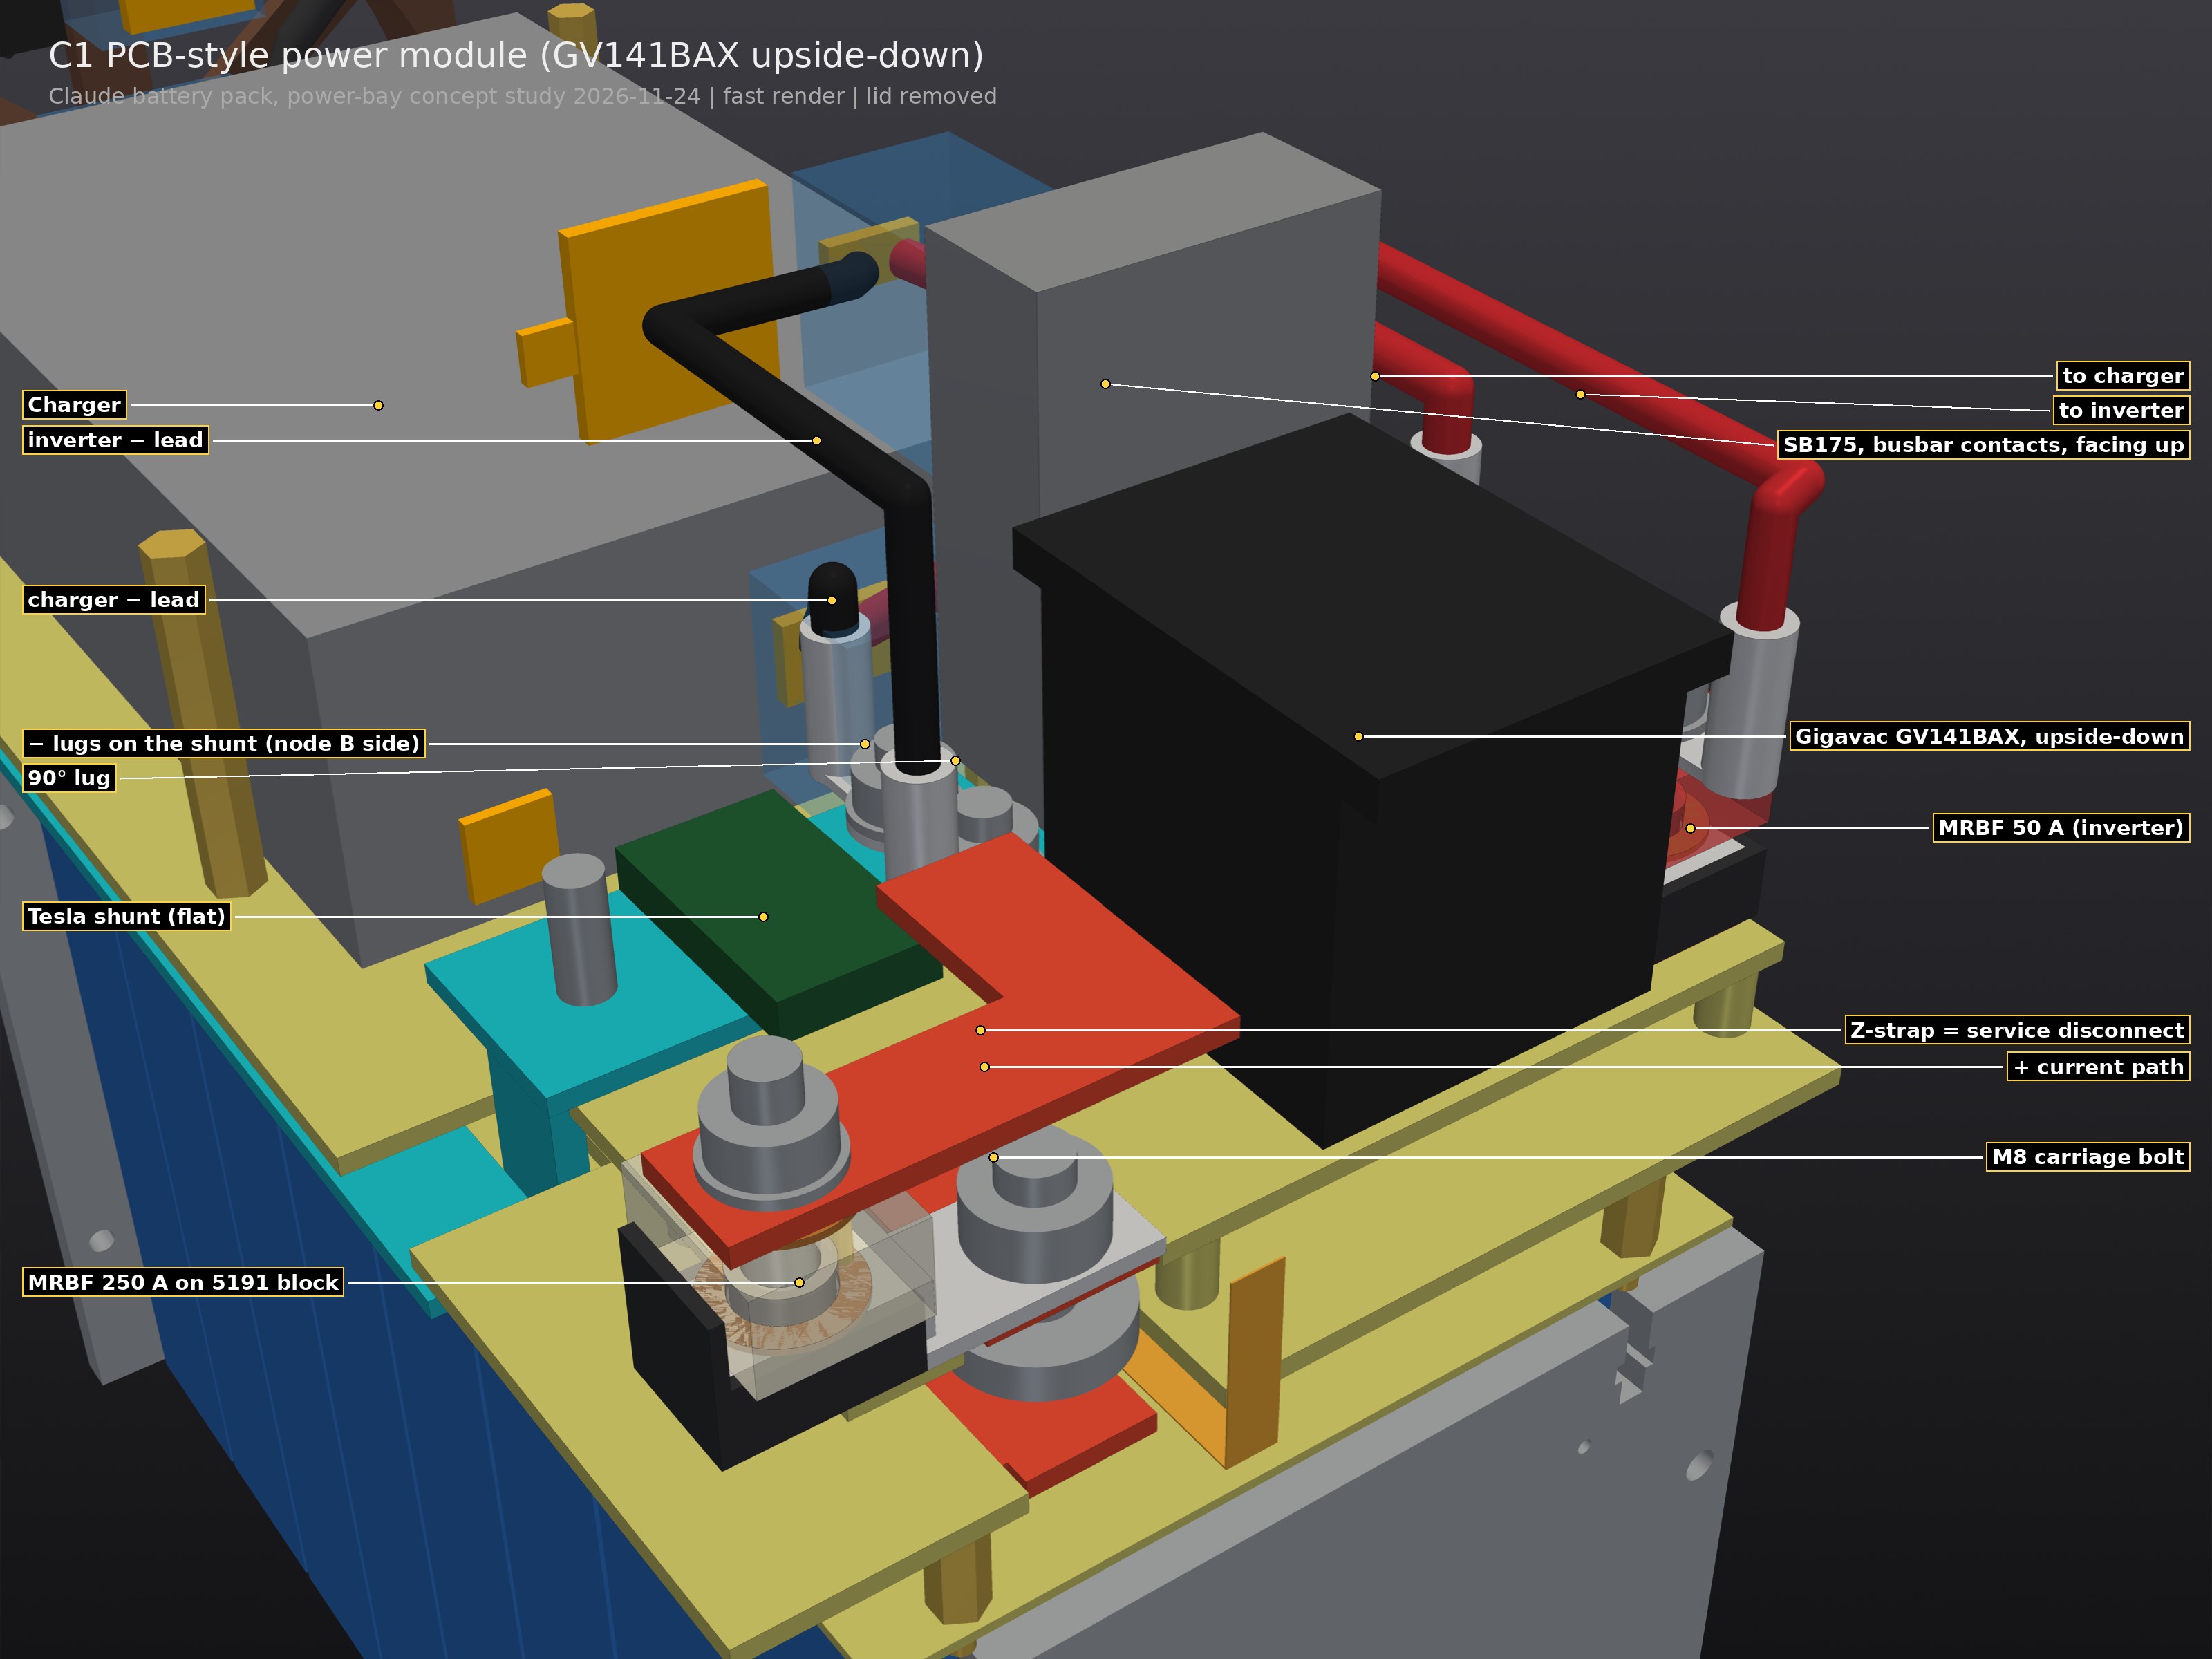 C1 PCB-style power module (GV141BAX upside-down)
Claude battery pack, power-bay concept study 2026-11-24 | fast render | lid removed
to charger
Charger
to inverter
inverter − lead
SB175, busbar contacts, facing up
charger − lead
− lugs on the shunt (node B side)
Gigavac GV141BAX, upside-down
90° lug
MRBF 50 A (inverter)
Tesla shunt (flat)
Z-strap = service disconnect
+ current path
M8 carriage bolt
MRBF 250 A on 5191 block